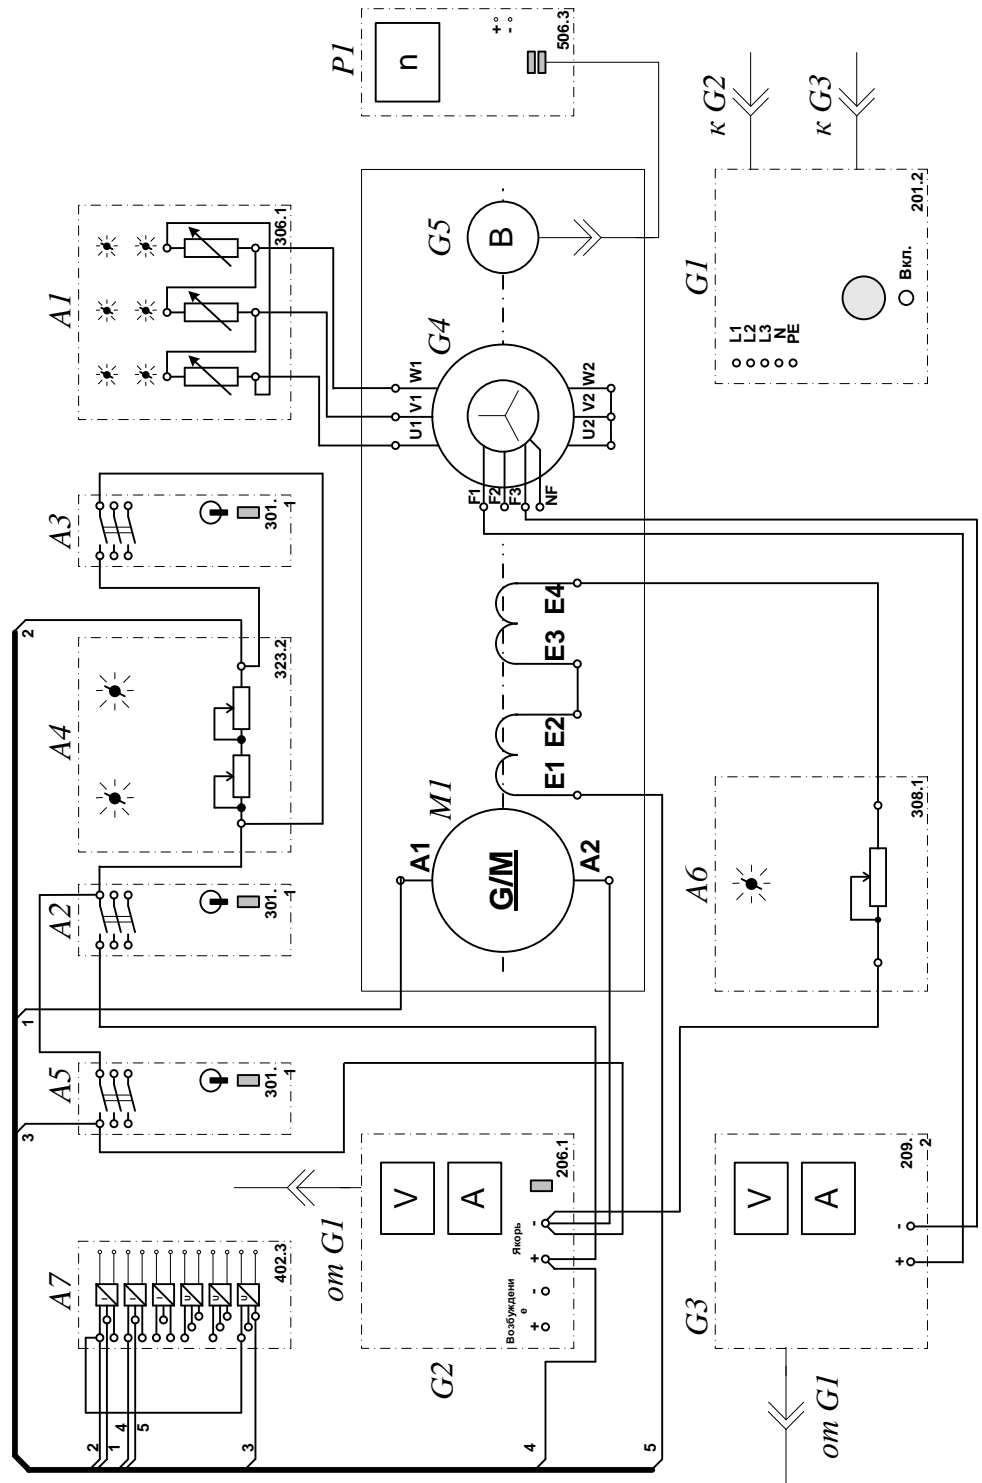 P1
n
+ °
- °
506.3
A1
306.1
G5
B
G4
W1
V1
U1
W2
V2
U2
F1
F2
F3
NF
к G2
к G3
G1
201.2
L1
L2
L3
N
PE
Вкл.
A3
301.
1
2
A4
323.2
A2
301.
1
M1
A1
G/M
A2
E1
E2
E3
E4
A6
308.1
1
A5
301.
1
3
A7
402.3
I
I
I
U
U
U
2
1
4
5
3
4
5
от G1
G2
V
A
206.1
Якорь
+
-
Возбуждени
е
+
-
G3
V
A
209.
2
+
-
от G1